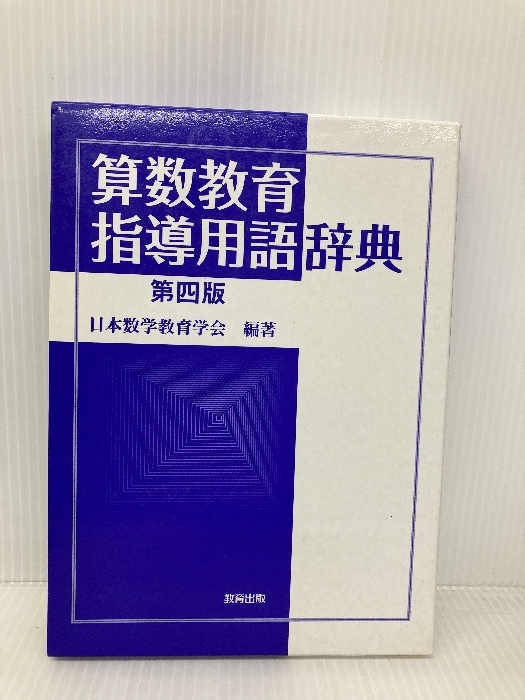 算数教育
指導用語辞典
第四版
日本数学教育学会 編著
教育出版